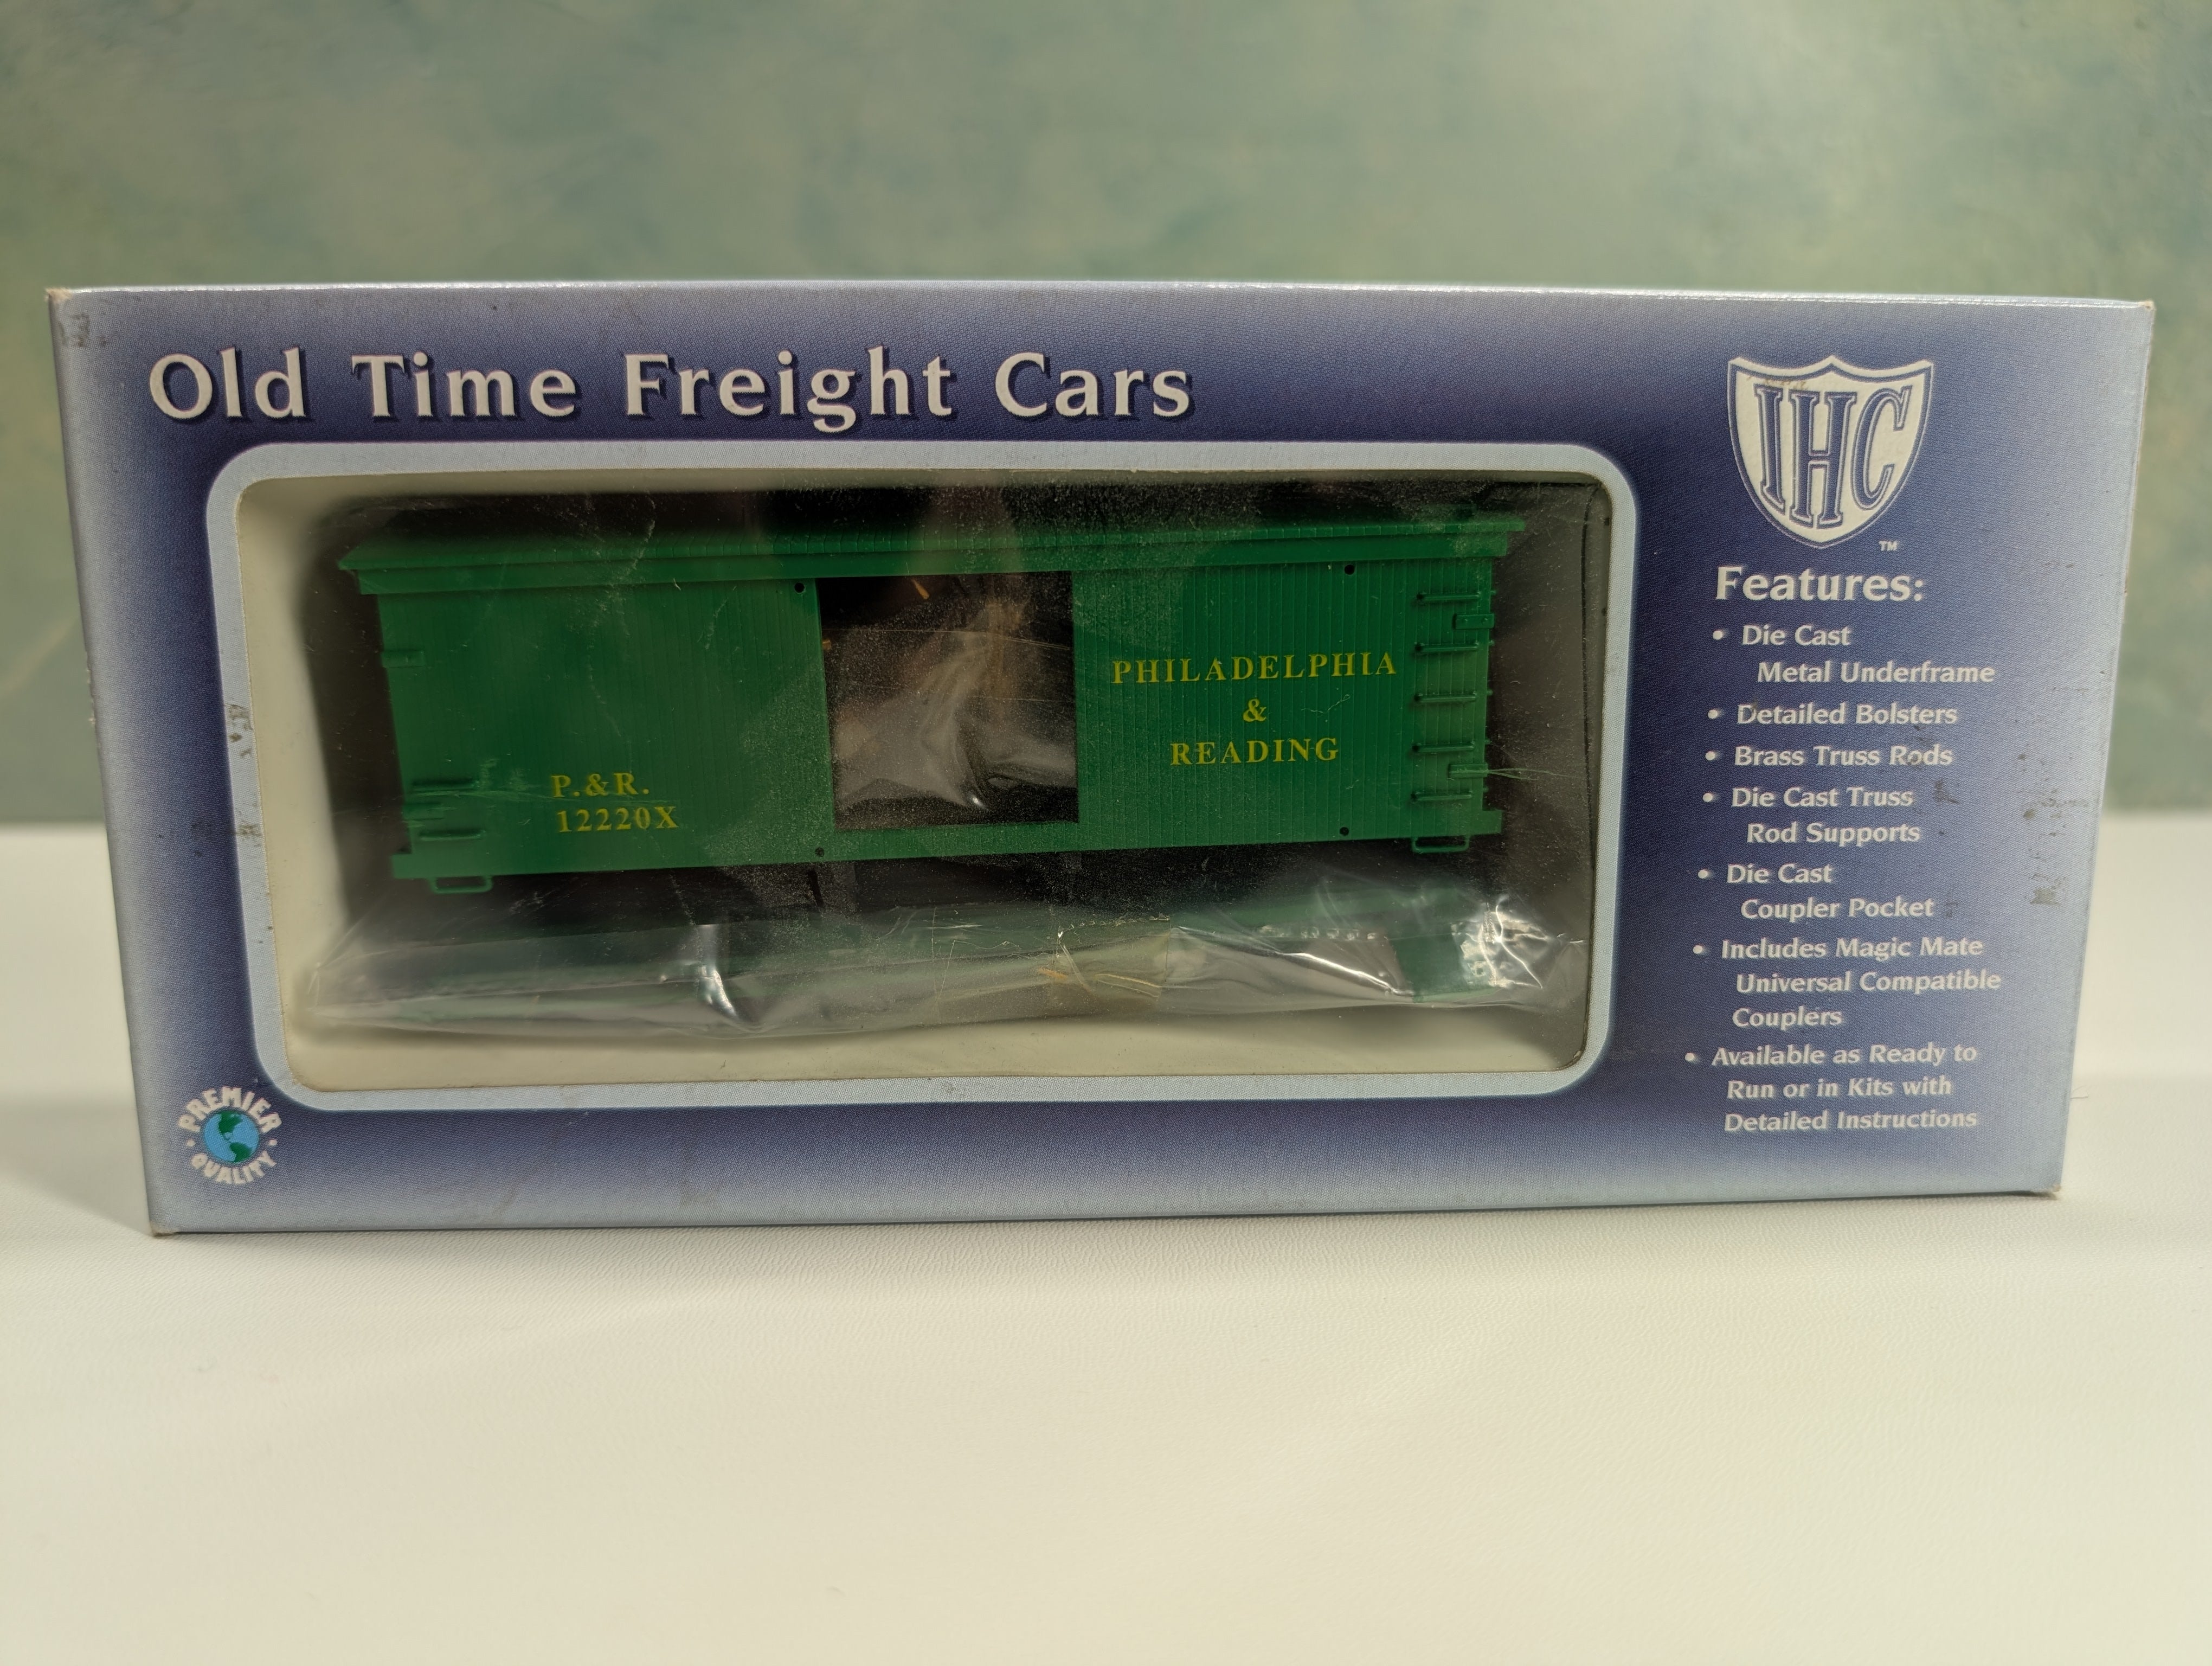 Old Time Freight Cars
IHC
TM
PHILADELPHIA
&
READING
P.&R.
12220X
Features:
• Die Cast
Metal Underframe
• Detailed Bolsters
• Brass Truss Rods
• Die Cast Truss
Rod Supports
• Die Cast
Coupler Pocket
• Includes Magic Mate
Universal Compatible
Couplers
• Available as Ready to
Run or in Kits with
Detailed Instructions
• PREMIER •
QUALITY